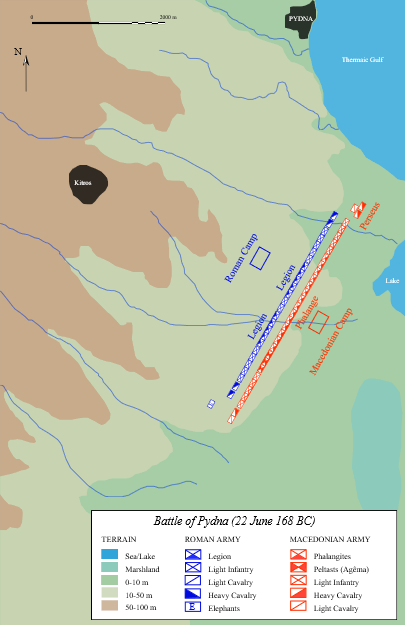 0
2000 m
PYDNA
N
Thermaic Gulf
Kitros
Perseus
Roman Camp
Legion
Lake
Phalange
Legion
Macedonian Camp
E
Battle of Pydna (22 June 168 BC)
TERRAIN
Sea/Lake
Marshland
0-10 m
10-50 m
50-100 m
ROMAN ARMY
Legion
Light Infantry
Light Cavalry
Heavy Cavalry
E Elephants
MACEDONIAN ARMY
Phalangites
Peltasts (Agêma)
Light Infantry
Heavy Cavalry
Light Cavalry